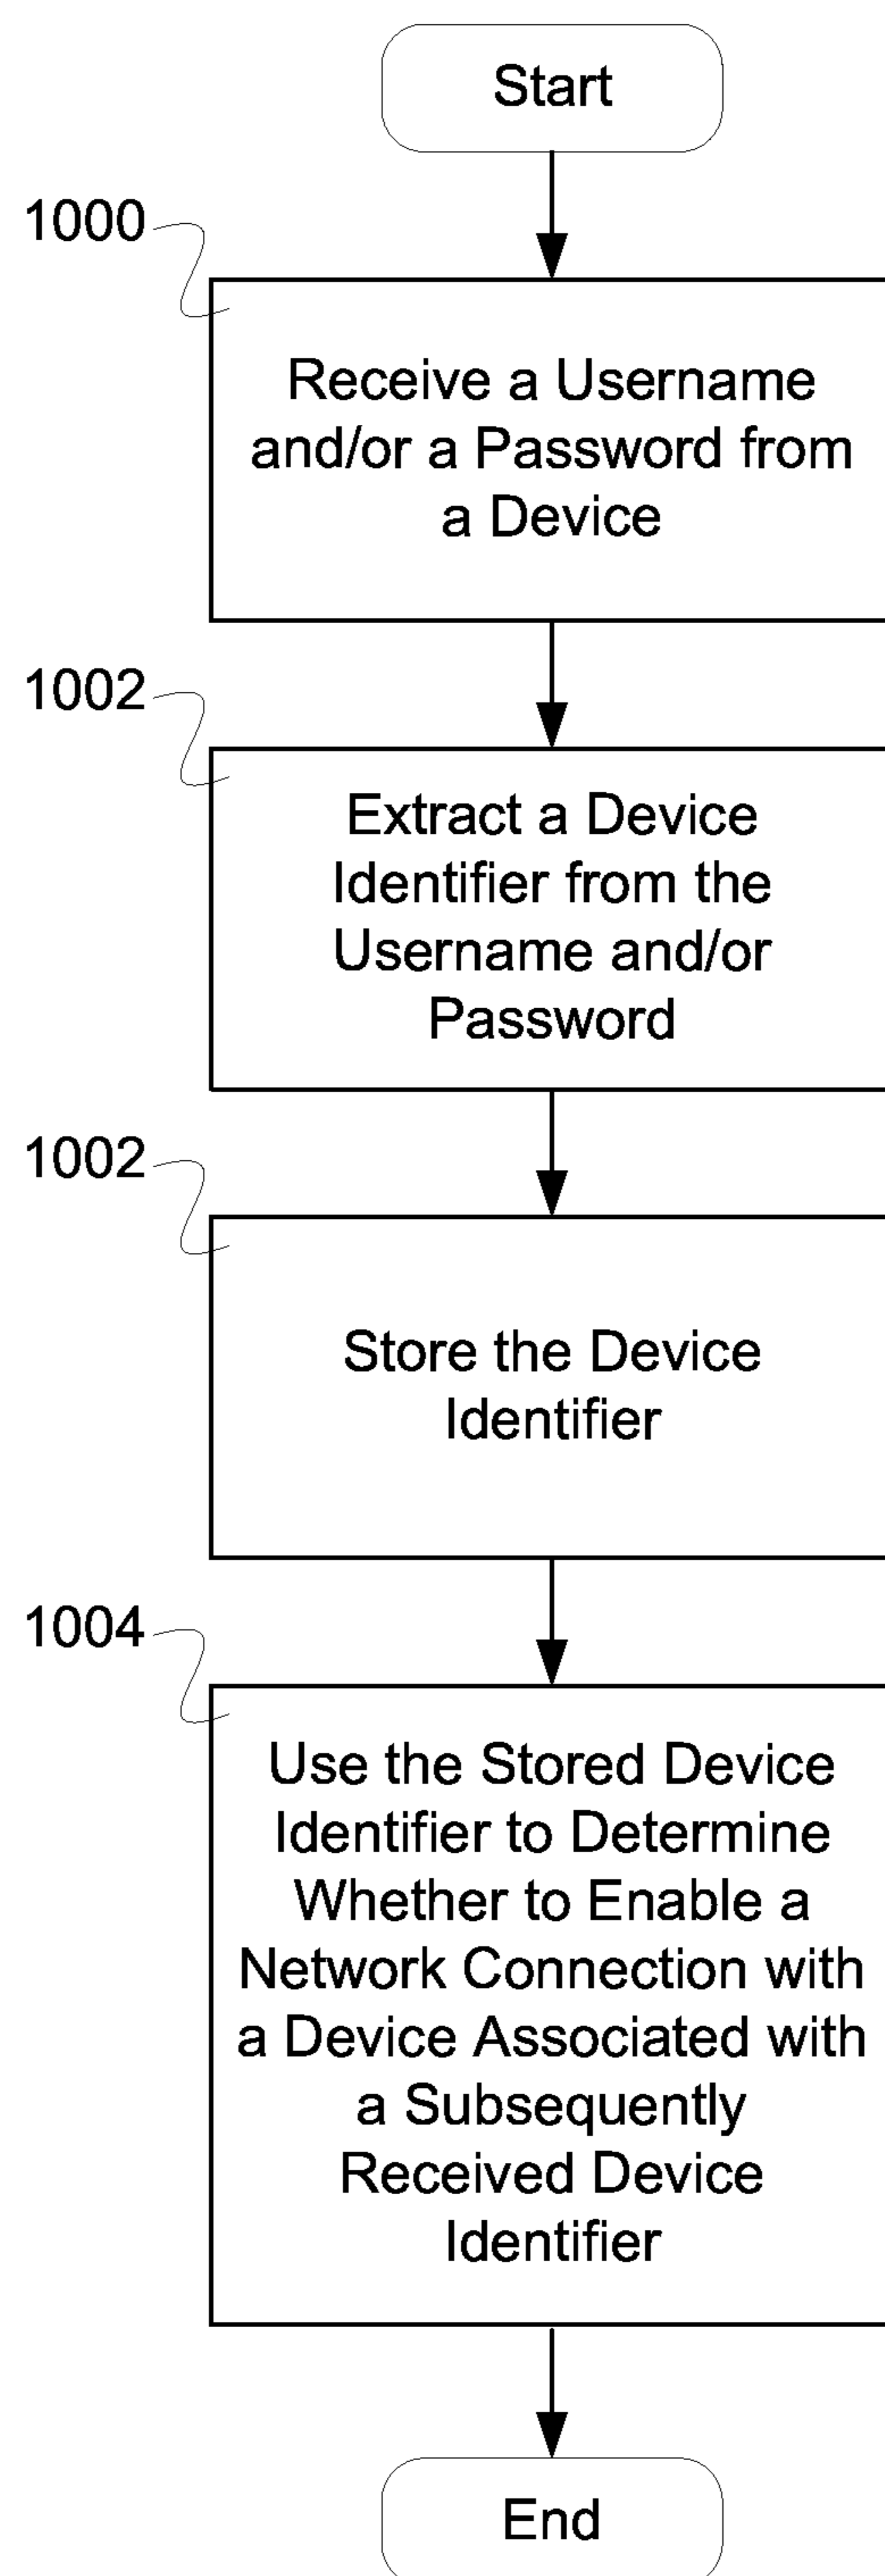 Start
1000
Receive a Username
and/or a Password from
a Device
1002
Extract a Device
Identifier from the
Username and/or
Password
1002
Store the Device
Identifier
1004
Use the Stored Device
Identifier to Determine
Whether to Enable a
Network Connection with
a Device Associated with
a Subsequently
Received Device
Identifier
End